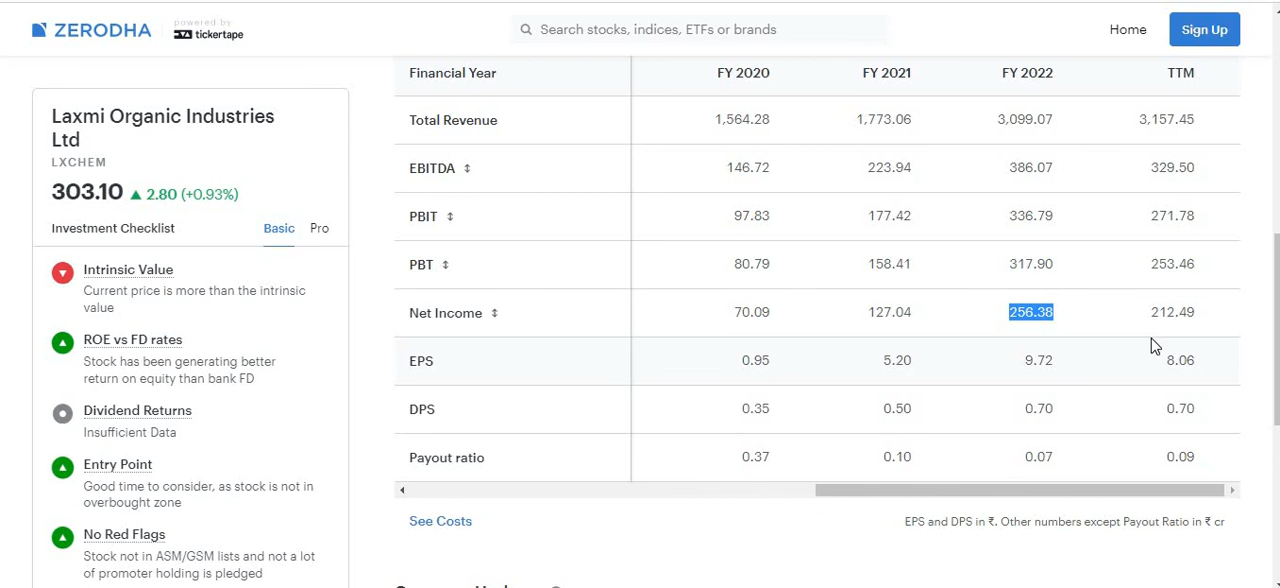 ZERODHA
powered by
tickertape
Search stocks, indices, ETFs or brands
Home
Sign Up
Laxmi Organic Industries
Ltd
LXCHEM
303.10 ▲ 2.80 (+0.93%)
Investment Checklist Basic Pro
Intrinsic Value
Current price is more than the intrinsic
value
ROE vs FD rates
Stock has been generating better
return on equity than bank FD
Dividend Returns
Insufficient Data
Entry Point
Good time to consider, as stock is not in
overbought zone
No Red Flags
Stock not in ASM/GSM lists and not a lot
of promoter holding is pledged
Financial Year FY 2020 FY 2021 FY 2022 TTM
Total Revenue 1,564.28 1,773.06 3,099.07 3,157.45
EBITDA 146.72 223.94 386.07 329.50
PBIT 97.83 177.42 336.79 271.78
PBT 80.79 158.41 317.90 253.46
Net Income 70.09 127.04 256.38 212.49
EPS 0.95 5.20 9.72 8.06
DPS 0.35 0.50 0.70 0.70
Payout ratio 0.37 0.10 0.07 0.09
See Costs
EPS and DPS in ₹. Other numbers except Payout Ratio in ₹ cr